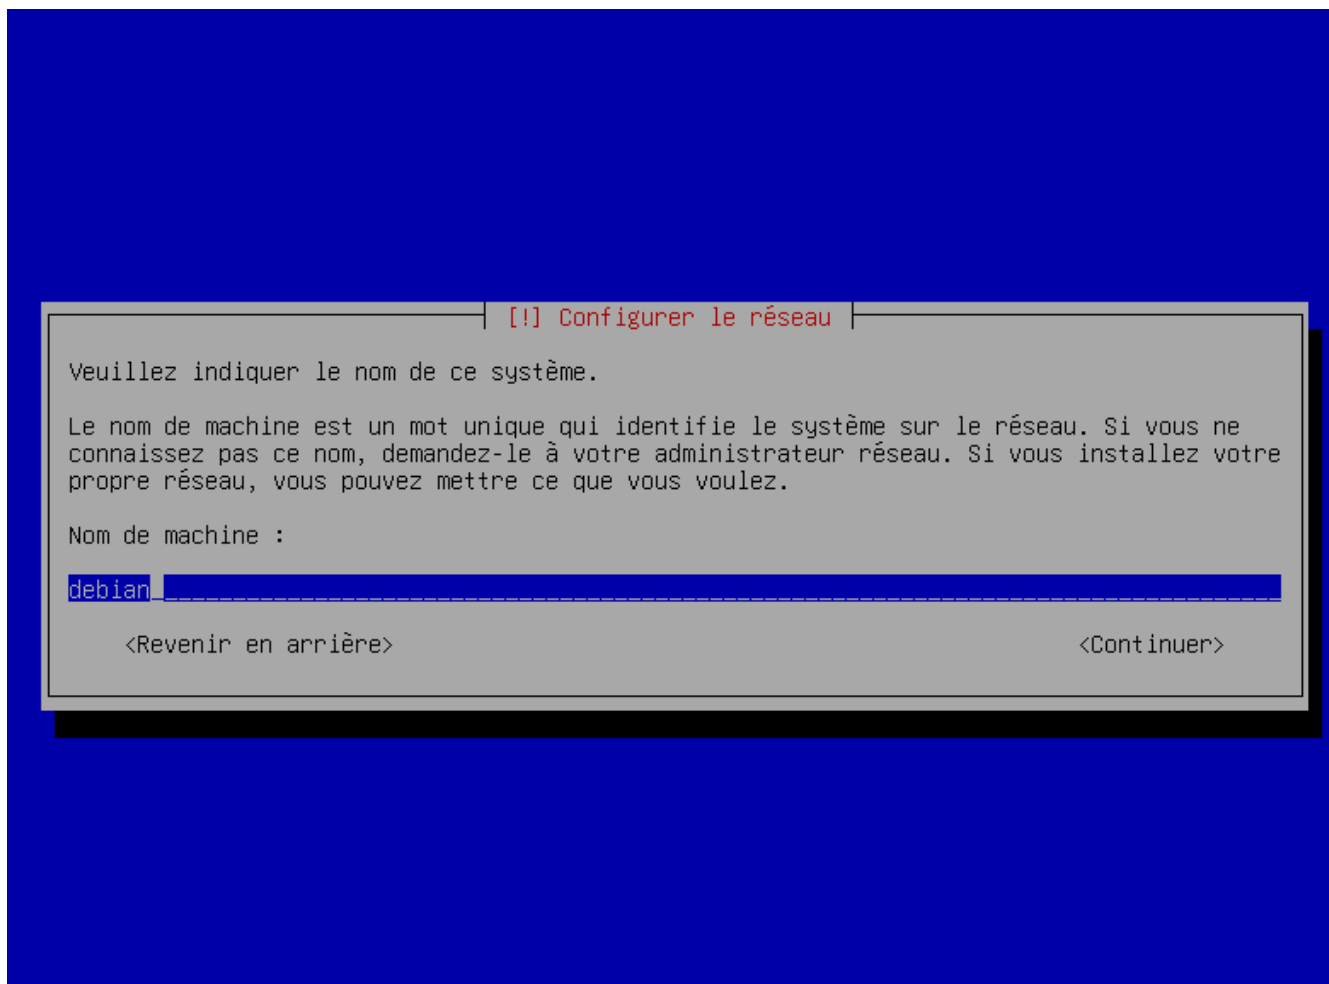 [!] Configurer le réseau
Veuillez indiquer le nom de ce système.
Le nom de machine est un mot unique qui identifie le système sur le réseau. Si vous ne
connaissez pas ce nom, demandez-le à votre administrateur réseau. Si vous installez votre
propre réseau, vous pouvez mettre ce que vous voulez.
Nom de machine :
debian
<Revenir en arrière> <Continuer>